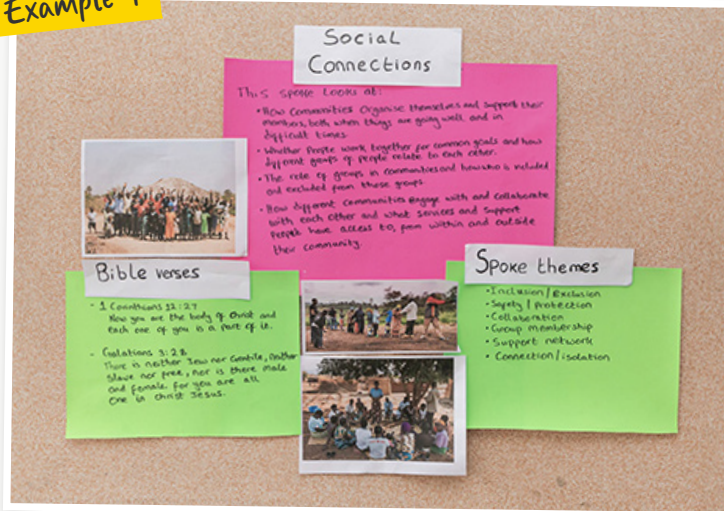 Example 1
Social
Connections
This spoke looks at:
• How Communities Organise themselves and support their
members, both when things are going well and in
difficult times.
• Whether People work together for common goals and how
different groups of people relate to each other.
• The role of groups in communities and how who is included
and excluded from those groups.
• How different communities engage with and collaborate
with each other and what services and support
People have access to, from within and outside
their community.
Bible verses
- 1 Corinthians 12:27
Now you are the body of Christ and
each one of you is a part of it.
- Galatians 3:28
There is neither Jew nor Gentile, neither
slave nor free, nor is there male
and female for you are all
One in Christ Jesus.
Spoke themes
• Inclusion/Exclusion
• Safety/protection
• Collaboration
• Group membership
• Support network
• Connection/isolation